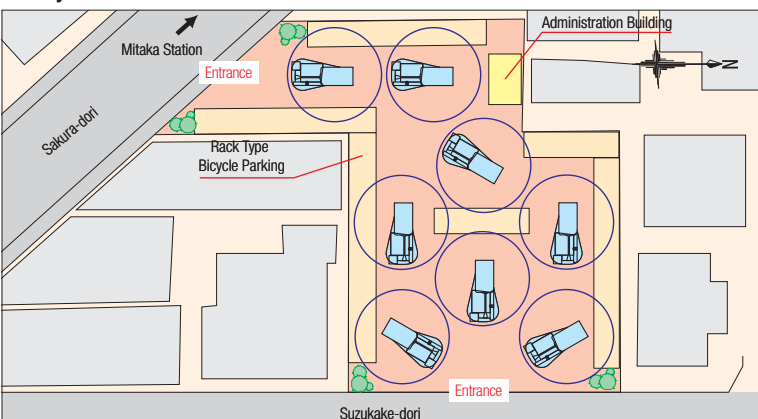 Administration Building
Mitaka Station
Entrance
N
Sakura-dori
Rack Type
Bicycle Parking
Entrance
Suzukake-dori